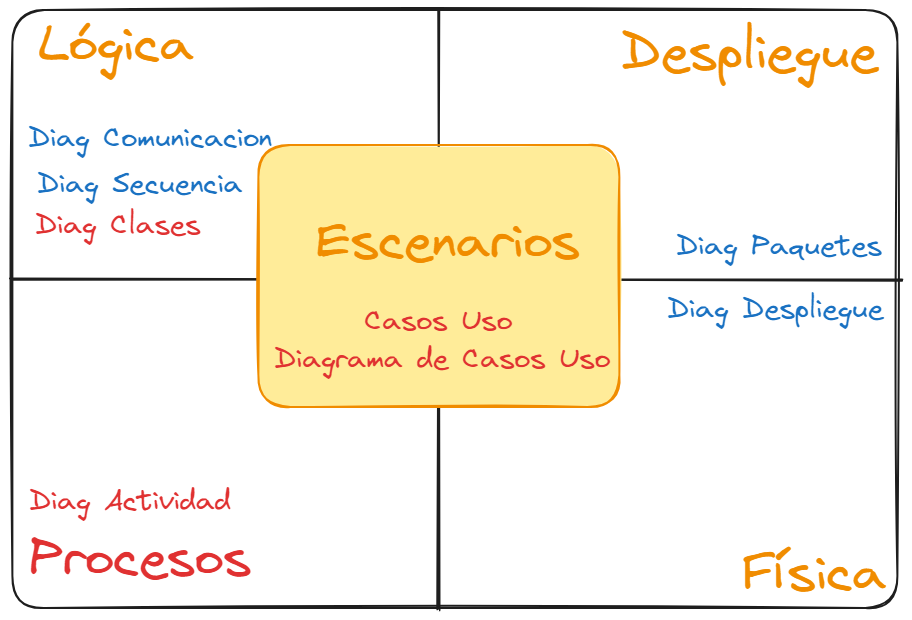 Lógica
Despliegue
Diag Comunicacion
Diag Secuencia
Diag Clases
Escenarios
Diag Paquetes
Diag Despliegue
Casos Uso
Diagrama de Casos Uso
Diag Actividad
Procesos
Física